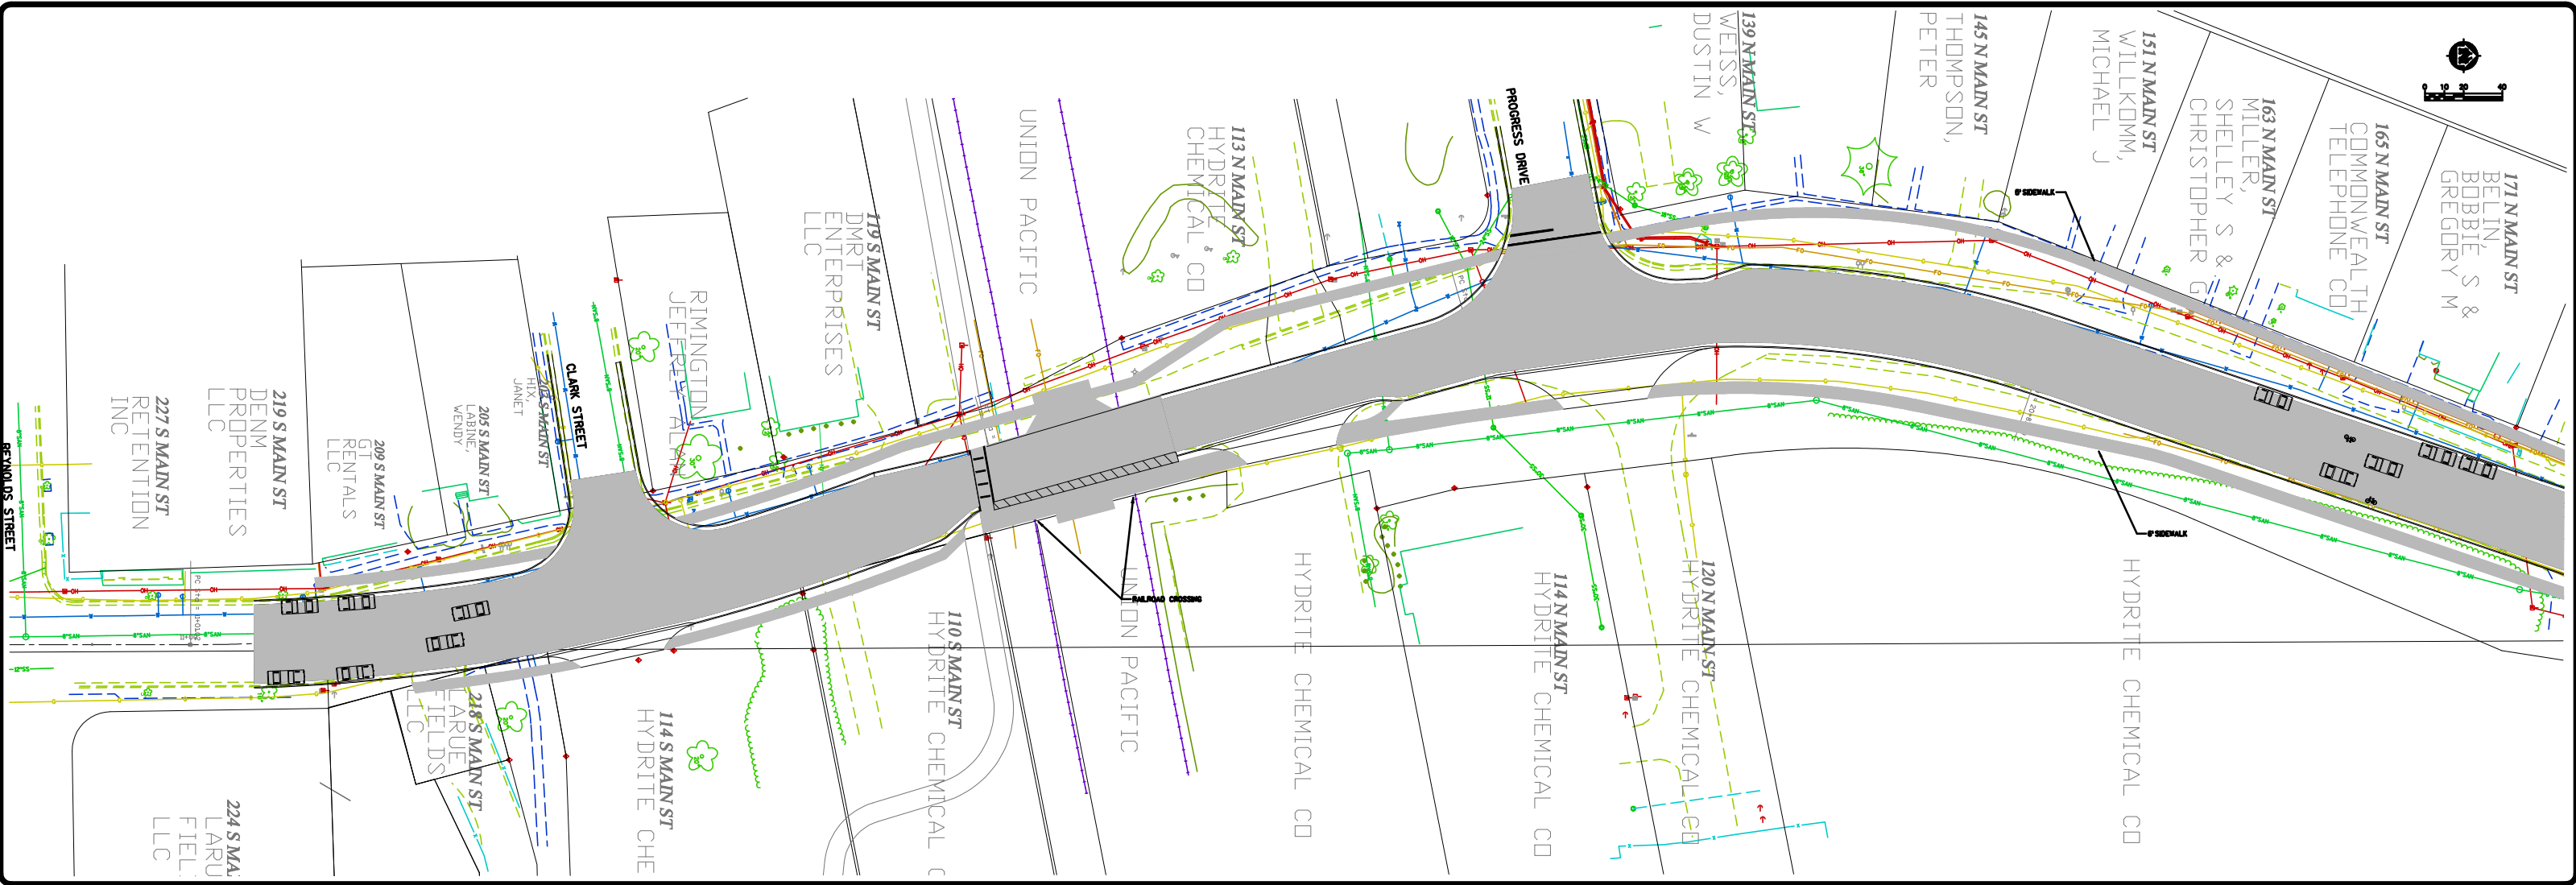 REYNOLDS STREET
227 S MAIN ST
RETENTION
INC
219 S MAIN ST
DENM
PROPERTIES
LLC
209 S MAIN ST
GT
RENTALS
LLC
205 S MAIN ST
LABINE,
WENDY
203 S MAIN ST
HIX,
JANET
CLARK STREET
RIMINGTON
JEFFREY ALAN
119 S MAIN ST
DMRT
ENTERPRISES
LLC
UNION PACIFIC
113 N MAIN ST
HYDRITE
CHEMICAL CO
PROGRESS DRIVE
139 N MAIN ST
WEISS,
DUSTIN W
145 N MAIN ST
THOMPSON,
PETER
151 N MAIN ST
WILLKOMM,
MICHAEL J
163 N MAIN ST
MILLER,
SHELLEY S &
CHRISTOPHER G
165 N MAIN ST
COMMONWEALTH
TELEPHONE CO
171 N MAIN ST
BELIN,
BOBBIE S &
GREGORY M
0 10 20 40
6' SIDEWALK
6' SIDEWALK
RAILROAD CROSSING
224 S MA
LARU
FIEL
LLC
218 S MAIN ST
LARUE
FIELDS
LLC
114 S MAIN ST
HYDRITE CHE
110 S MAIN ST
HYDRITE CHEMICAL C
UNION PACIFIC
HYDRITE CHEMICAL CO
114 N MAIN ST
HYDRITE CHEMICAL CO
120 N MAIN ST
HYDRITE CHEMICAL CO
HYDRITE CHEMICAL CO